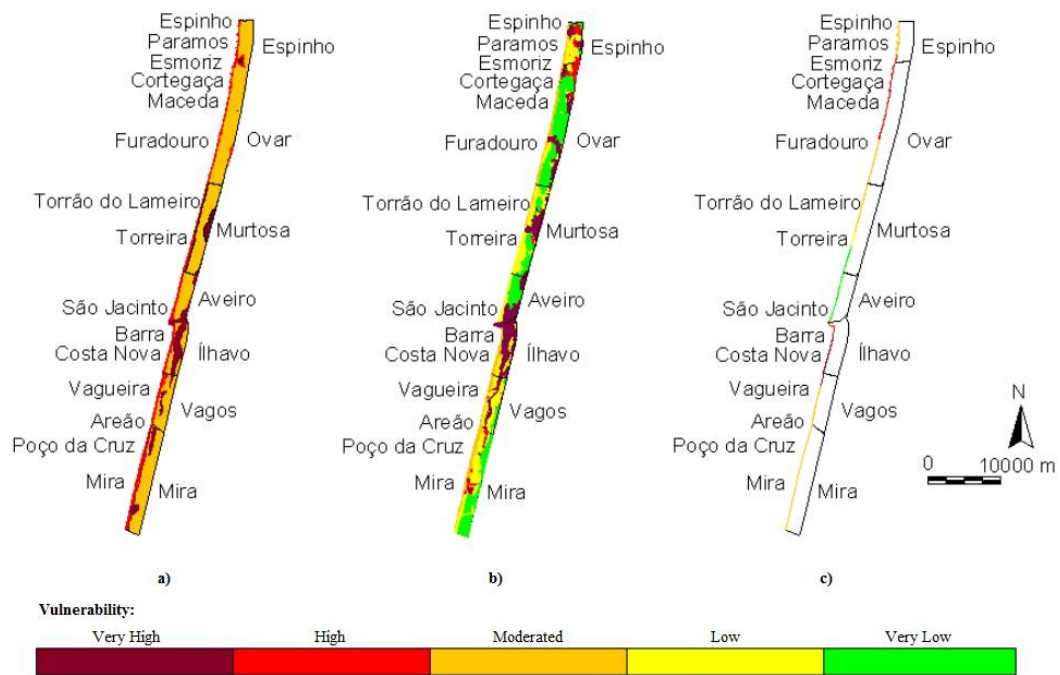 Espinho
Paramos
Espinho
Esmoriz
Cortegaça
Maceda
Furadouro
Ovar
Torrão do Lameiro
Torreira
Murtosa
São Jacinto
Aveiro
Barra
Costa Nova
Ílhavo
Vagueira
Vagos
Areão
Poço da Cruz
Mira
Mira
a)
Espinho
Paramos
Espinho
Esmoriz
Cortegaça
Maceda
Furadouro
Ovar
Torrão do Lameiro
Torreira
Murtosa
São Jacinto
Aveiro
Barra
Costa Nova
Ílhavo
Vagueira
Vagos
Areão
Poço da Cruz
Mira
Mira
b)
Espinho
Paramos
Espinho
Esmoriz
Cortegaça
Maceda
Furadouro
Ovar
Torrão do Lameiro
Torreira
Murtosa
São Jacinto
Aveiro
Barra
Costa Nova
Ílhavo
Vagueira
Vagos
Areão
Poço da Cruz
Mira
Mira
c)
N
0 10000 m
Vulnerability:
Very High High Moderated Low Very Low